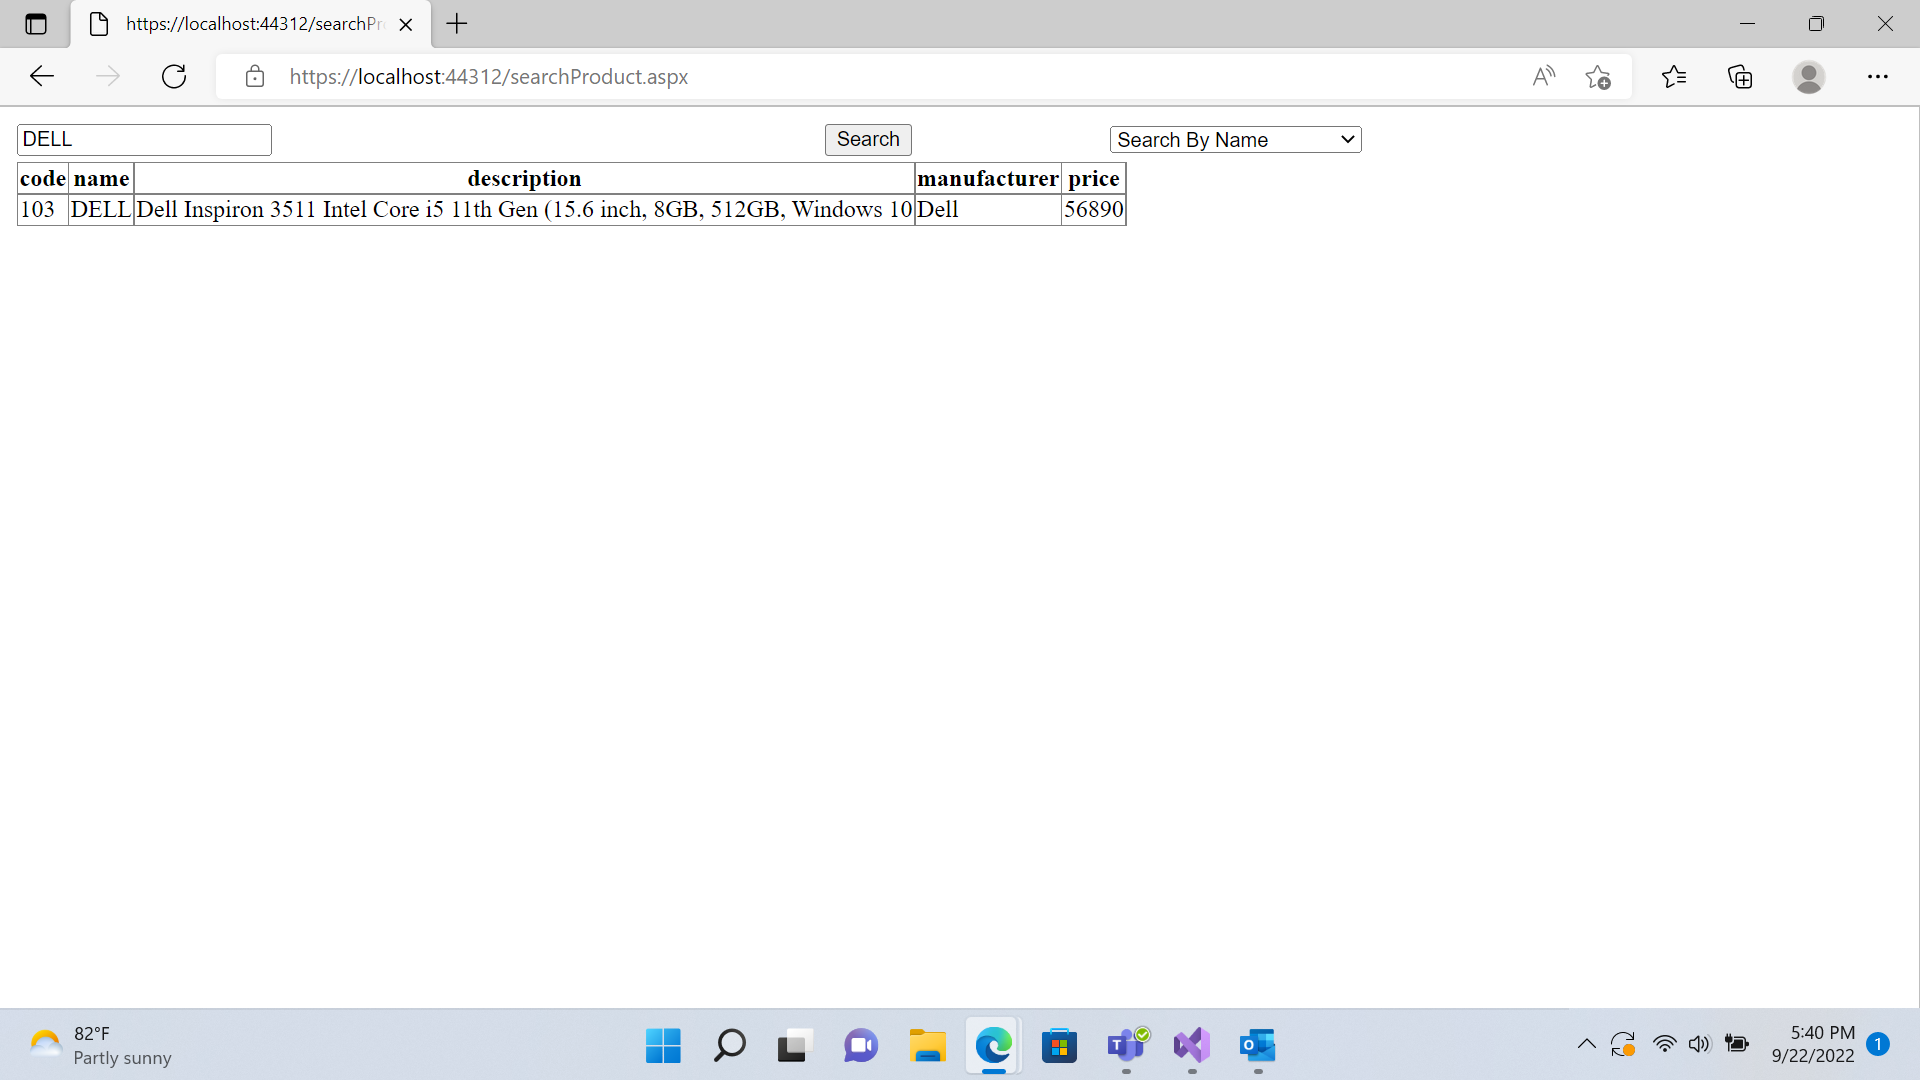 https://localhost:44312/searchPr
https://localhost:44312/searchProduct.aspx
DELL Search Search By Name
code name description manufacturer price
103 DELL Dell Inspiron 3511 Intel Core i5 11th Gen (15.6 inch, 8GB, 512GB, Windows 10 Dell 56890
82°F
Partly sunny
5:40 PM
9/22/2022
1